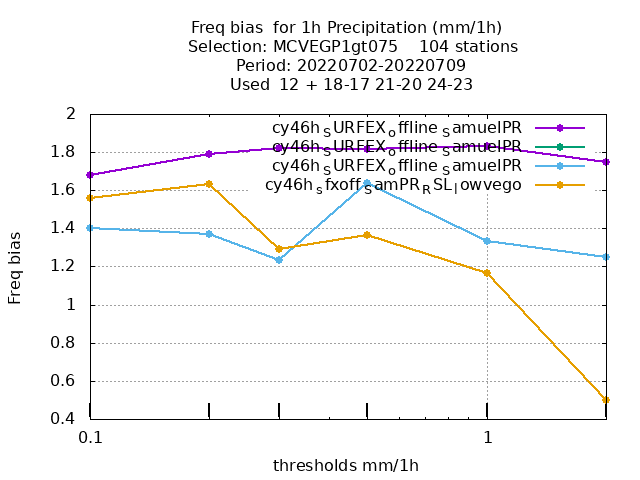 Freq bias  for 1h Precipitation (mm/1h)
Selection: MCVEGP1gt075    104 stations
Period: 20220702-20220709
Used  12 + 18-17 21-20 24-23
2
1.8
1.6
1.4
1.2
1
0.8
0.6
0.4
Freq bias
cy46h_SURFEX_offline_SamuelPR
cy46h_SURFEX_offline_SamuelPR
cy46h_SURFEX_offline_SamuelPR
cy46h_sfxoff_SamPR_RSL_lowvego
0.1
1
thresholds mm/1h